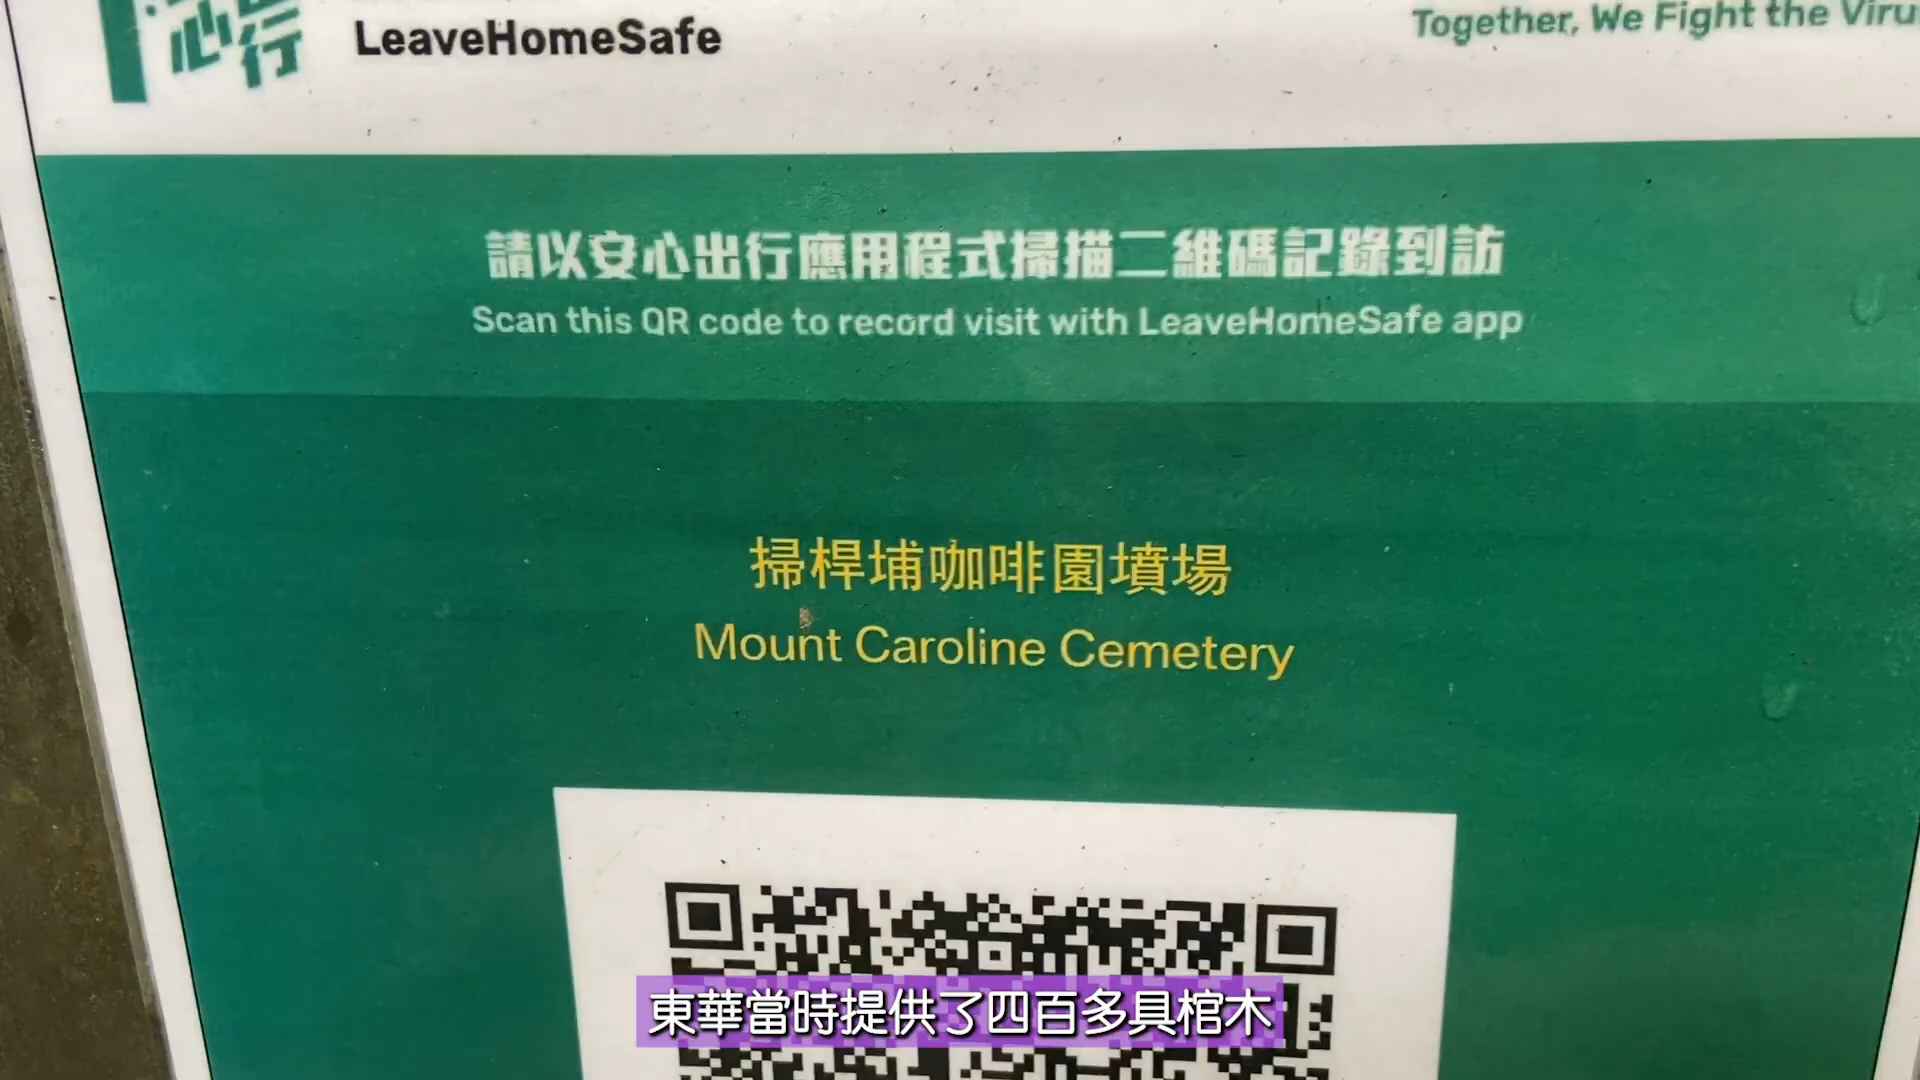 心
行
LeaveHomeSafe
Together, We Fight the
請以安心出行應用程式掃描二維碼記錄到訪
Scan this QR code to record visit with LeaveHomeSafe app
掃桿埔咖啡園墳場
Mount Caroline Cemetery
東華當時提供了四百多具棺木